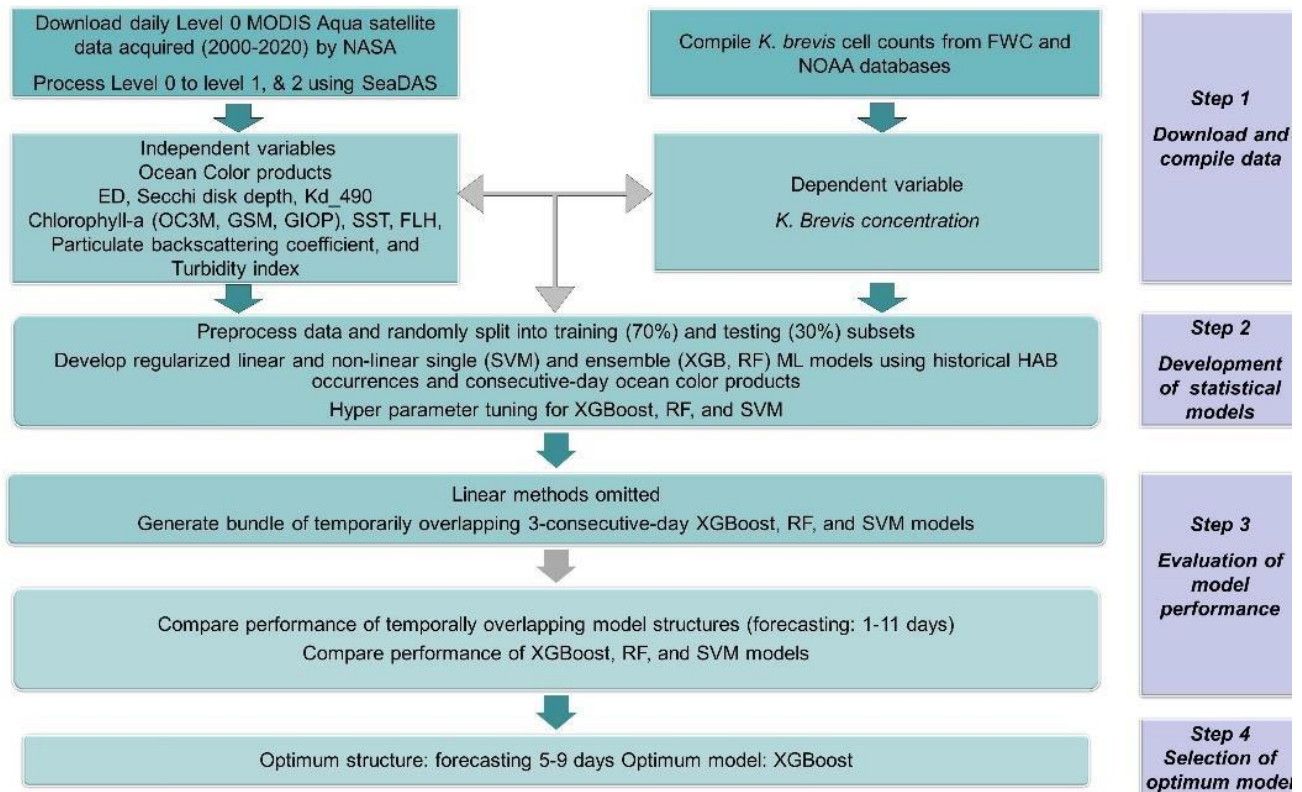 Download daily Level 0 MODIS Aqua satellite
data acquired (2000-2020) by NASA
Process Level 0 to level 1, & 2 using SeaDAS
Compile K. brevis cell counts from FWC and
NOAA databases
Step 1
Download and
compile data
Independent variables
Ocean Color products
ED, Secchi disk depth, Kd_490
Chlorophyll-a (OC3M, GSM, GIOP), SST, FLH,
Particulate backscattering coefficient, and
Turbidity index
Dependent variable
K. Brevis concentration
Preprocess data and randomly split into training (70%) and testing (30%) subsets
Develop regularized linear and non-linear single (SVM) and ensemble (XGB, RF) ML models using historical HAB
occurrences and consecutive-day ocean color products
Hyper parameter tuning for XGBoost, RF, and SVM
Step 2
Development
of statistical
models
Linear methods omitted
Generate bundle of temporarily overlapping 3-consecutive-day XGBoost, RF, and SVM models
Step 3
Evaluation of
model
performance
Compare performance of temporally overlapping model structures (forecasting: 1-11 days)
Compare performance of XGBoost, RF, and SVM models
Optimum structure: forecasting 5-9 days Optimum model: XGBoost
Step 4
Selection of
optimum model